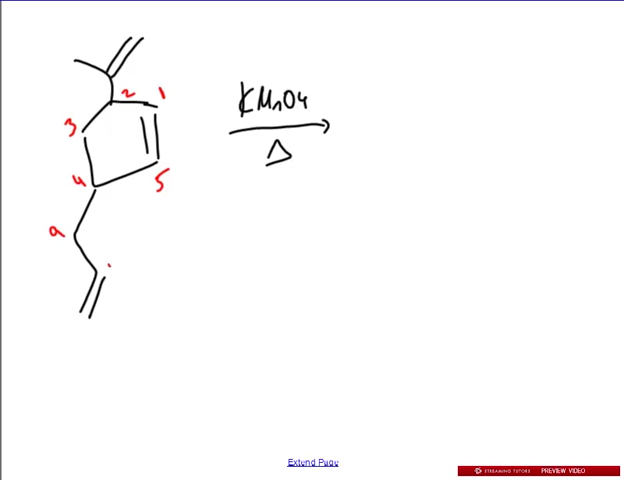 2
1
KMnO4
3
Δ
4
5
a
Extend Page
STREAMING TUTORS PREVIEW VIDEO